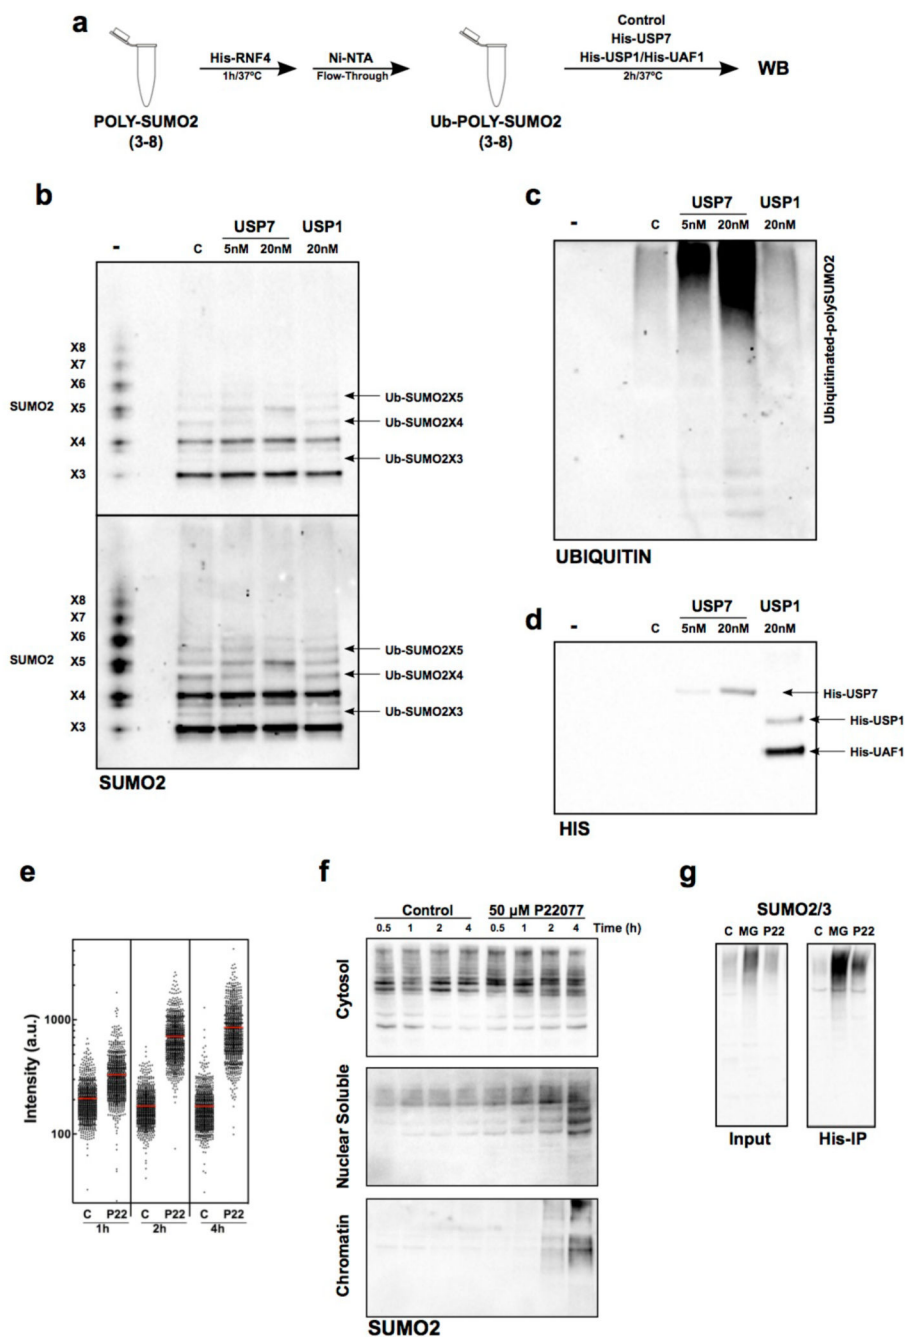 a
His-RNF4
1h/37ºC
Ni-NTA
Flow-Through
Control
His-USP7
His-USP1/His-UAF1
2h/37ºC
WB
POLY-SUMO2
(3-8)
Ub-POLY-SUMO2
(3-8)
b
USP7 USP1
- C 5nM 20nM 20nM
X8
X7
X6
SUMO2 X5
X4
X3
Ub-SUMO2X5
Ub-SUMO2X4
Ub-SUMO2X3
X8
X7
X6
SUMO2 X5
X4
X3
Ub-SUMO2X5
Ub-SUMO2X4
Ub-SUMO2X3
SUMO2
c
USP7 USP1
- C 5nM 20nM 20nM
Ubiquitinated-polySUMO2
UBIQUITIN
d
USP7 USP1
- C 5nM 20nM 20nM
His-USP7
His-USP1
His-UAF1
HIS
e
Intensity (a.u.)
1000
100
C P22 C P22 C P22
1h 2h 4h
f
Control 50 µM P22077
0.5 1 2 4 0.5 1 2 4 Time (h)
Cytosol
Nuclear Soluble
Chromatin
SUMO2
g
SUMO2/3
C MG P22 C MG P22
Input His-IP